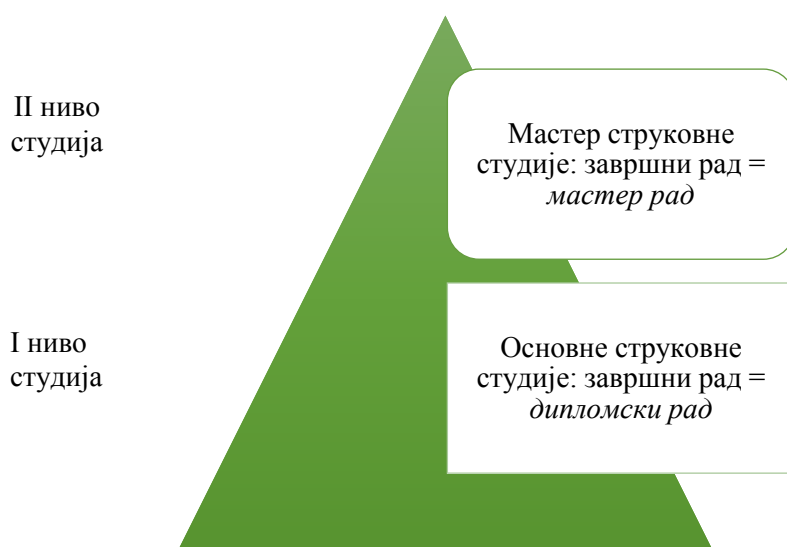 II ниво
студија
Мастер струковне
студије: завршни рад =
мастер рад
I ниво
студија
Основне струковне
студије: завршни рад =
дипломски рад